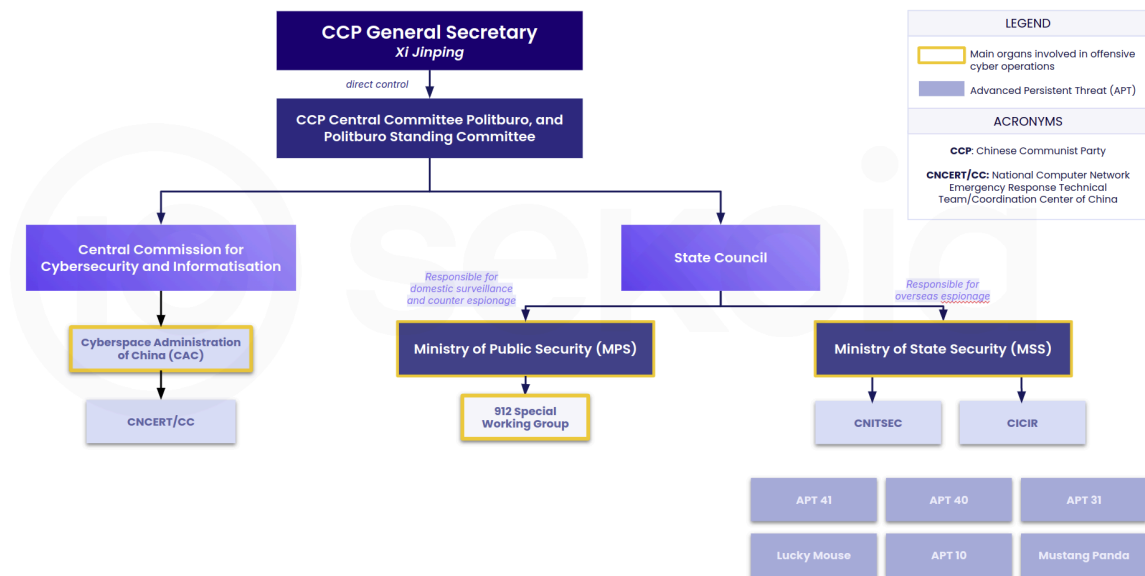 CCP General Secretary
Xi Jinping
direct control
CCP Central Committee Politburo, and
Politburo Standing Committee
Central Commission for
Cybersecurity and Informatisation
State Council
Responsible for
domestic surveillance
and counter espionage
Responsible for
overseas espionage
Cyberspace Administration
of China (CAC)
Ministry of Public Security (MPS)
Ministry of State Security (MSS)
CNCERT/CC
912 Special
Working Group
CNITSEC
CICIR
APT 41
APT 40
APT 31
Lucky Mouse
APT 10
Mustang Panda
LEGEND
Main organs involved in offensive
cyber operations
Advanced Persistent Threat (APT)
ACRONYMS
CCP: Chinese Communist Party
CNCERT/CC: National Computer Network
Emergency Response Technical
Team/Coordination Center of China
sekoia